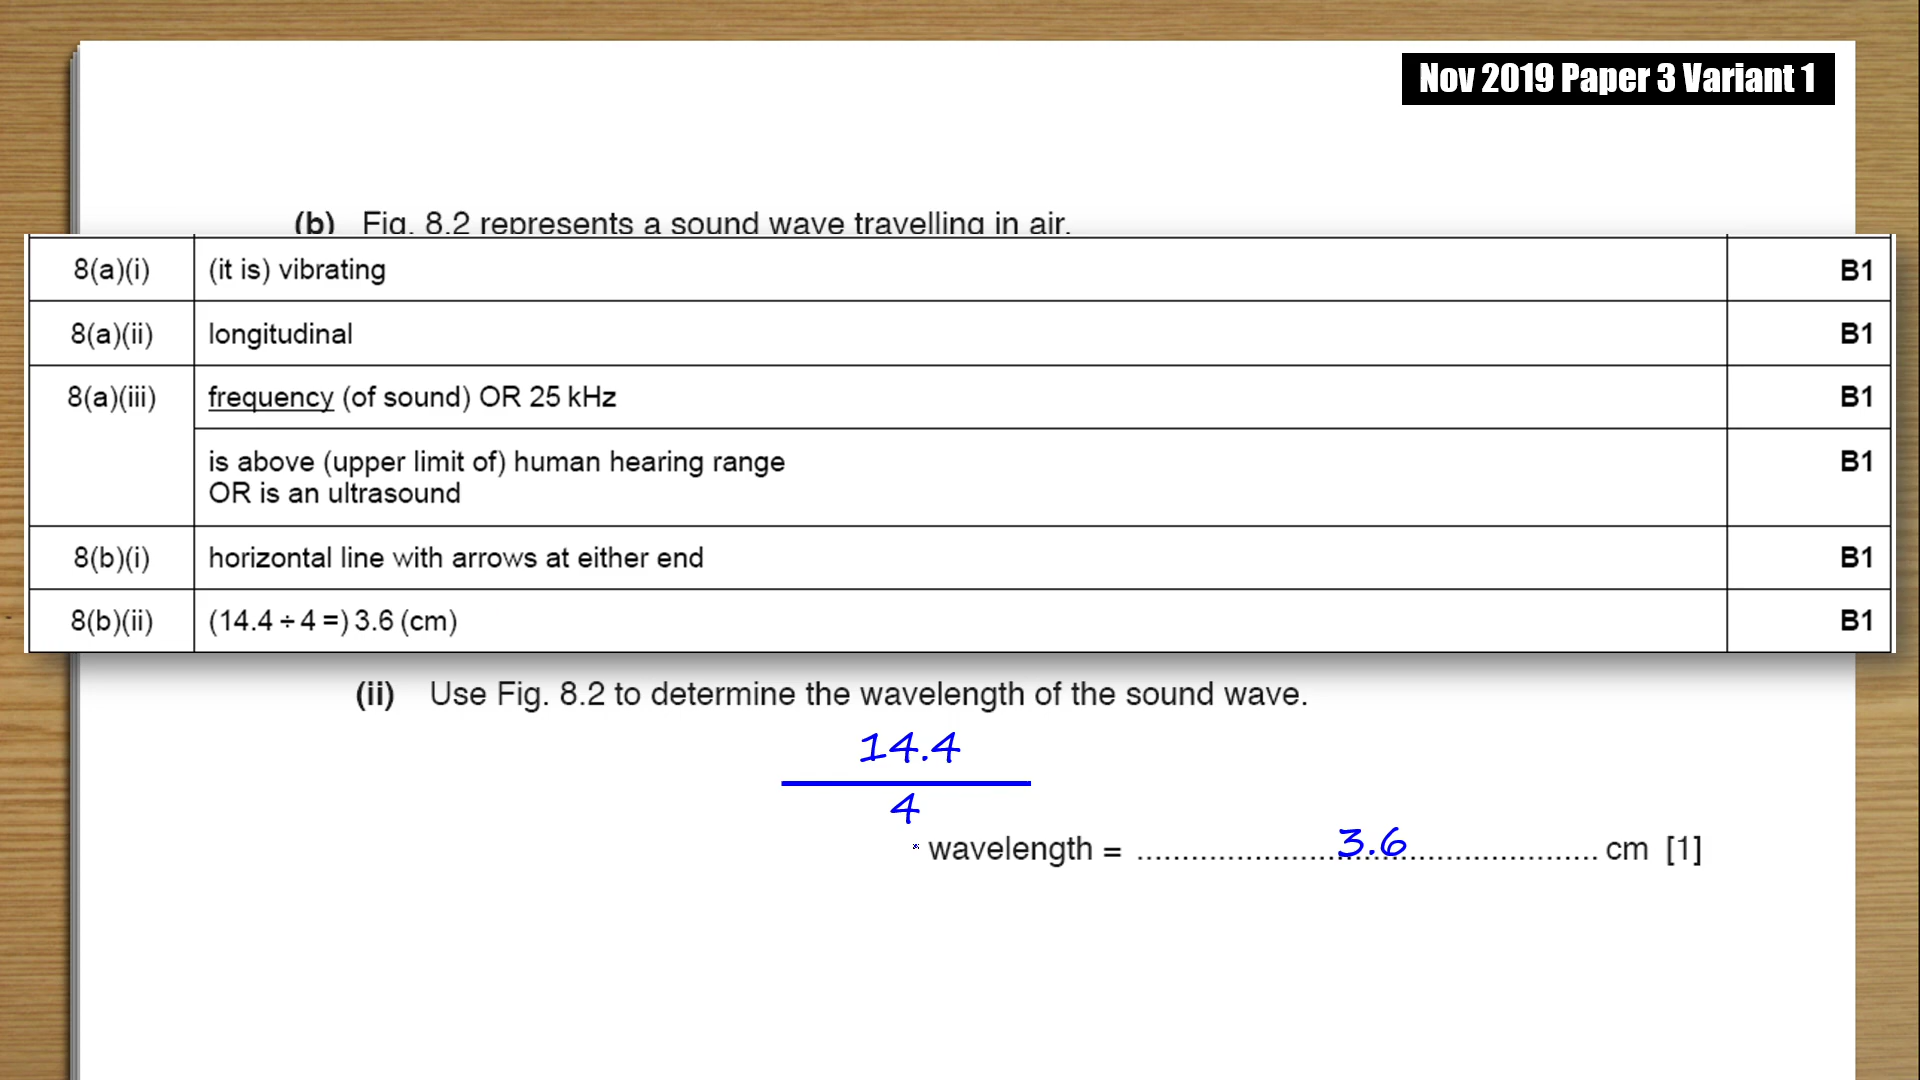 Nov 2019 Paper 3 Variant 1
(b) Fig. 8.2 represents a sound wave travelling in air.
8(a)(i) (it is) vibrating B1
8(a)(ii) longitudinal B1
8(a)(iii) frequency (of sound) OR 25 kHz B1
is above (upper limit of) human hearing range B1
OR is an ultrasound
8(b)(i) horizontal line with arrows at either end B1
8(b)(ii) (14.4 ÷ 4 =) 3.6 (cm) B1
(ii) Use Fig. 8.2 to determine the wavelength of the sound wave.
14.4
4
wavelength = ........................3.6........................ cm [1]